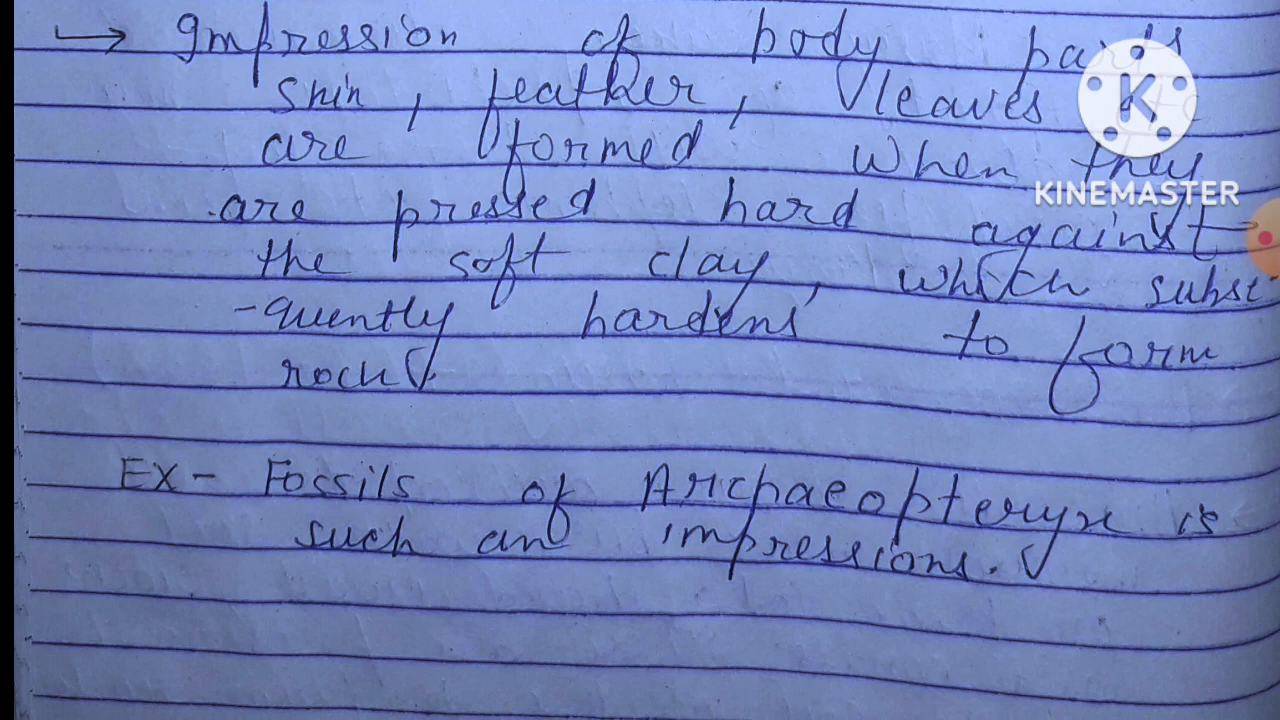 → Impression of body parts
skin, feather, leaves
are formed when they
are pressed hard against
the soft clay, which subse
-quently hardens to form
rock.
Ex- Fossils of Archaeopteryx is
such an impressions.
K
KINEMASTER